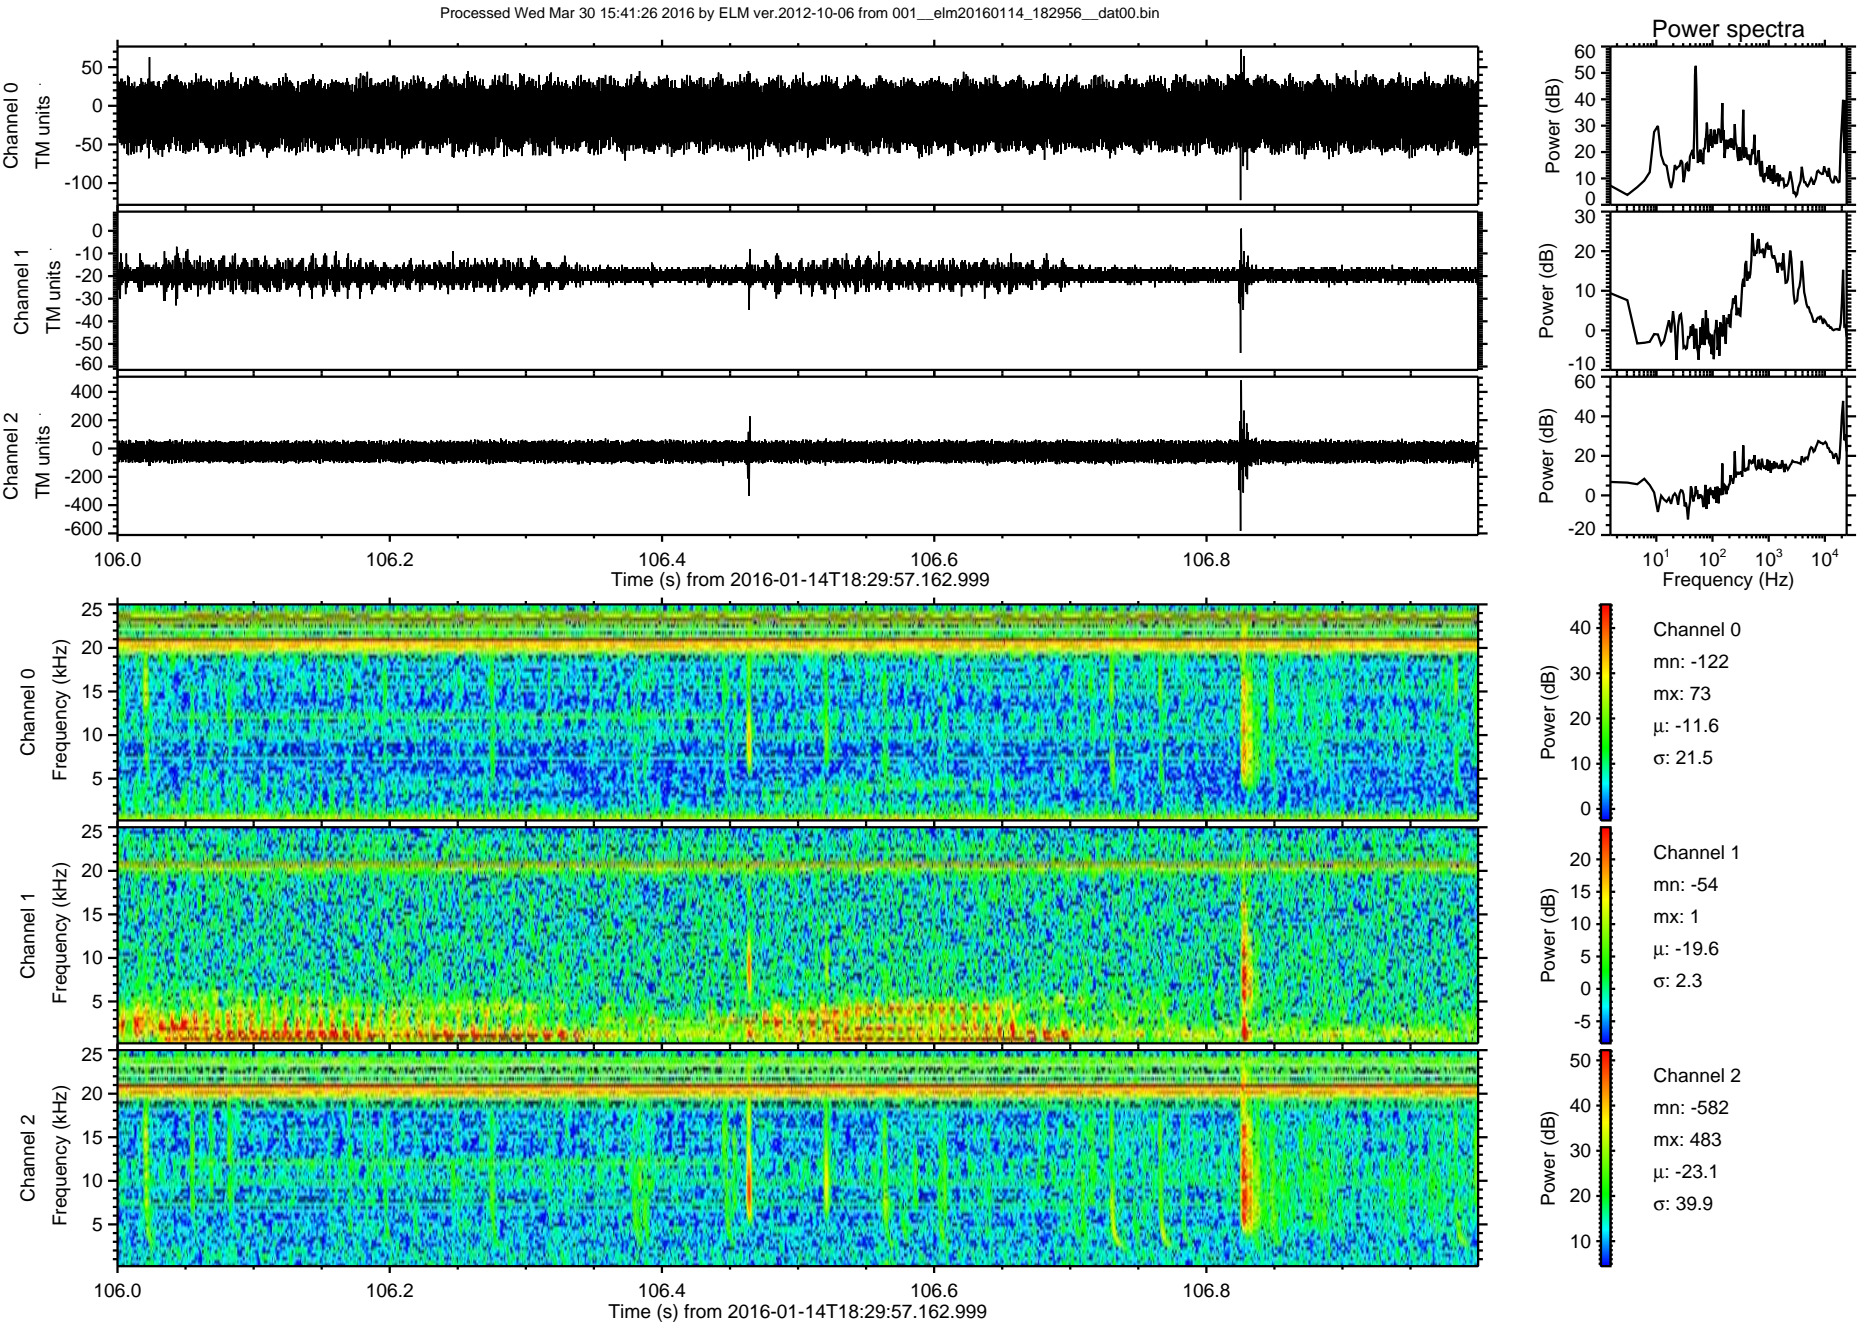 Processed Wed Mar 30 15:41:26 2016 by ELM ver.2012-10-06 from 001__elm20160114_182956__dat00.bin
Power spectra
Channel 0
TM units
50
0
-50
-100
Power (dB)
60
50
40
30
20
10
0
Channel 1
TM units
0
-10
-20
-30
-40
-50
-60
Power (dB)
30
20
10
0
-10
Channel 2
TM units
400
200
0
-200
-400
-600
Power (dB)
60
40
20
0
-20
106.0 106.2 106.4 106.6 106.8
Time (s) from 2016-01-14T18:29:57.162.999
10¹ 10² 10³ 10⁴
Frequency (Hz)
Channel 0
Frequency (kHz)
25
20
15
10
5
Power (dB)
40
30
20
10
0
Channel 0
mn: -122
mx: 73
μ: -11.6
σ: 21.5
Channel 1
Frequency (kHz)
25
20
15
10
5
Power (dB)
20
15
10
5
0
-5
Channel 1
mn: -54
mx: 1
μ: -19.6
σ: 2.3
Channel 2
Frequency (kHz)
25
20
15
10
5
Power (dB)
50
40
30
20
10
Channel 2
mn: -582
mx: 483
μ: -23.1
σ: 39.9
106.0 106.2 106.4 106.6 106.8
Time (s) from 2016-01-14T18:29:57.162.999